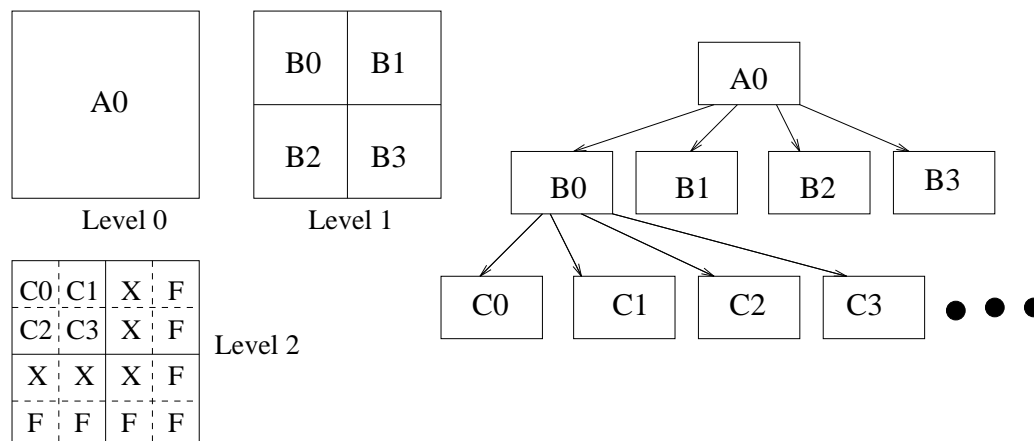 A0
Level 0
B0 B1
B2 B3
Level 1
C0 C1 X F
C2 C3 X F
X X X F
F F F F
Level 2
A0
B0 B1 B2 B3
C0 C1 C2 C3